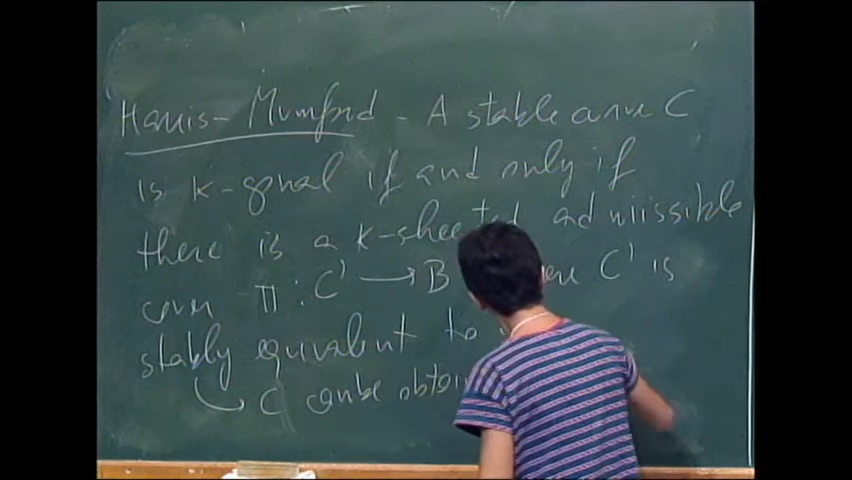 Harris-Mumford - A stable curve C
is k-gonal if and only if
there is a k-sheeted admissible
cover π : C' → B where C' is
stably equivalent to
↳ C can be obtai